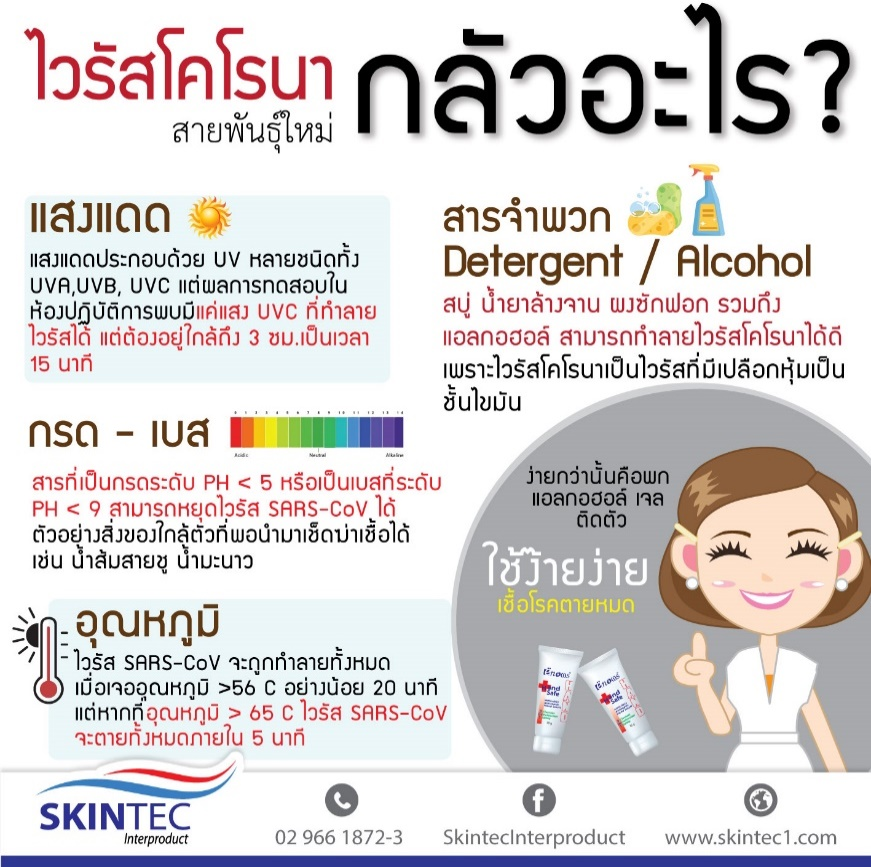 ไวรัสโคโรนา
สายพันธุ์ใหม่
กลัวอะไร?
แสงแดด
แสงแดดประกอบด้วย UV หลายชนิดทั้ง
UVA,UVB, UVC แต่ผลการทดสอบใน
ห้องปฏิบัติการพบมีแค่แสง UVC ที่ทำลาย
ไวรัสได้ แต่ต้องอยู่ใกล้ถึง 3 ซม.เป็นเวลา
15 นาที
สารจำพวก
Detergent / Alcohol
สบู่ น้ำยาล้างจาน ผงซักฟอก รวมถึง
แอลกอฮอล์ สามารถทำลายไวรัสโคโรนาได้ดี
เพราะไวรัสโคโรนาเป็นไวรัสที่มีเปลือกหุ้มเป็น
ชั้นไขมัน
กรด - เบส
0 1 2 3 4 5 6 7 8 9 10 11 12 13 14
Acidic Neutral Alkaline
สารที่เป็นกรดระดับ PH < 5 หรือเป็นเบสที่ระดับ
PH < 9 สามารถหยุดไวรัส SARS-CoV ได้
ตัวอย่างสิ่งของใกล้ตัวที่พอนำมาเช็ดฆ่าเชื้อได้
เช่น น้ำส้มสายชู น้ำมะนาว
ง่ายกว่านั้นคือพก
แอลกอฮอล์ เจล
ติดตัว
ใช้ง๊ายง่าย
เชื้อโรคตายหมด
อุณหภูมิ
ไวรัส SARS-CoV จะถูกทำลายทั้งหมด
เมื่อเจออุณหภูมิ >56 C อย่างน้อย 20 นาที
แต่หากที่อุณหภูมิ > 65 C ไวรัส SARS-CoV
จะตายทั้งหมดภายใน 5 นาที
SKINTEC
Interproduct
02 966 1872-3
SkintecInterproduct
www.skintec1.com